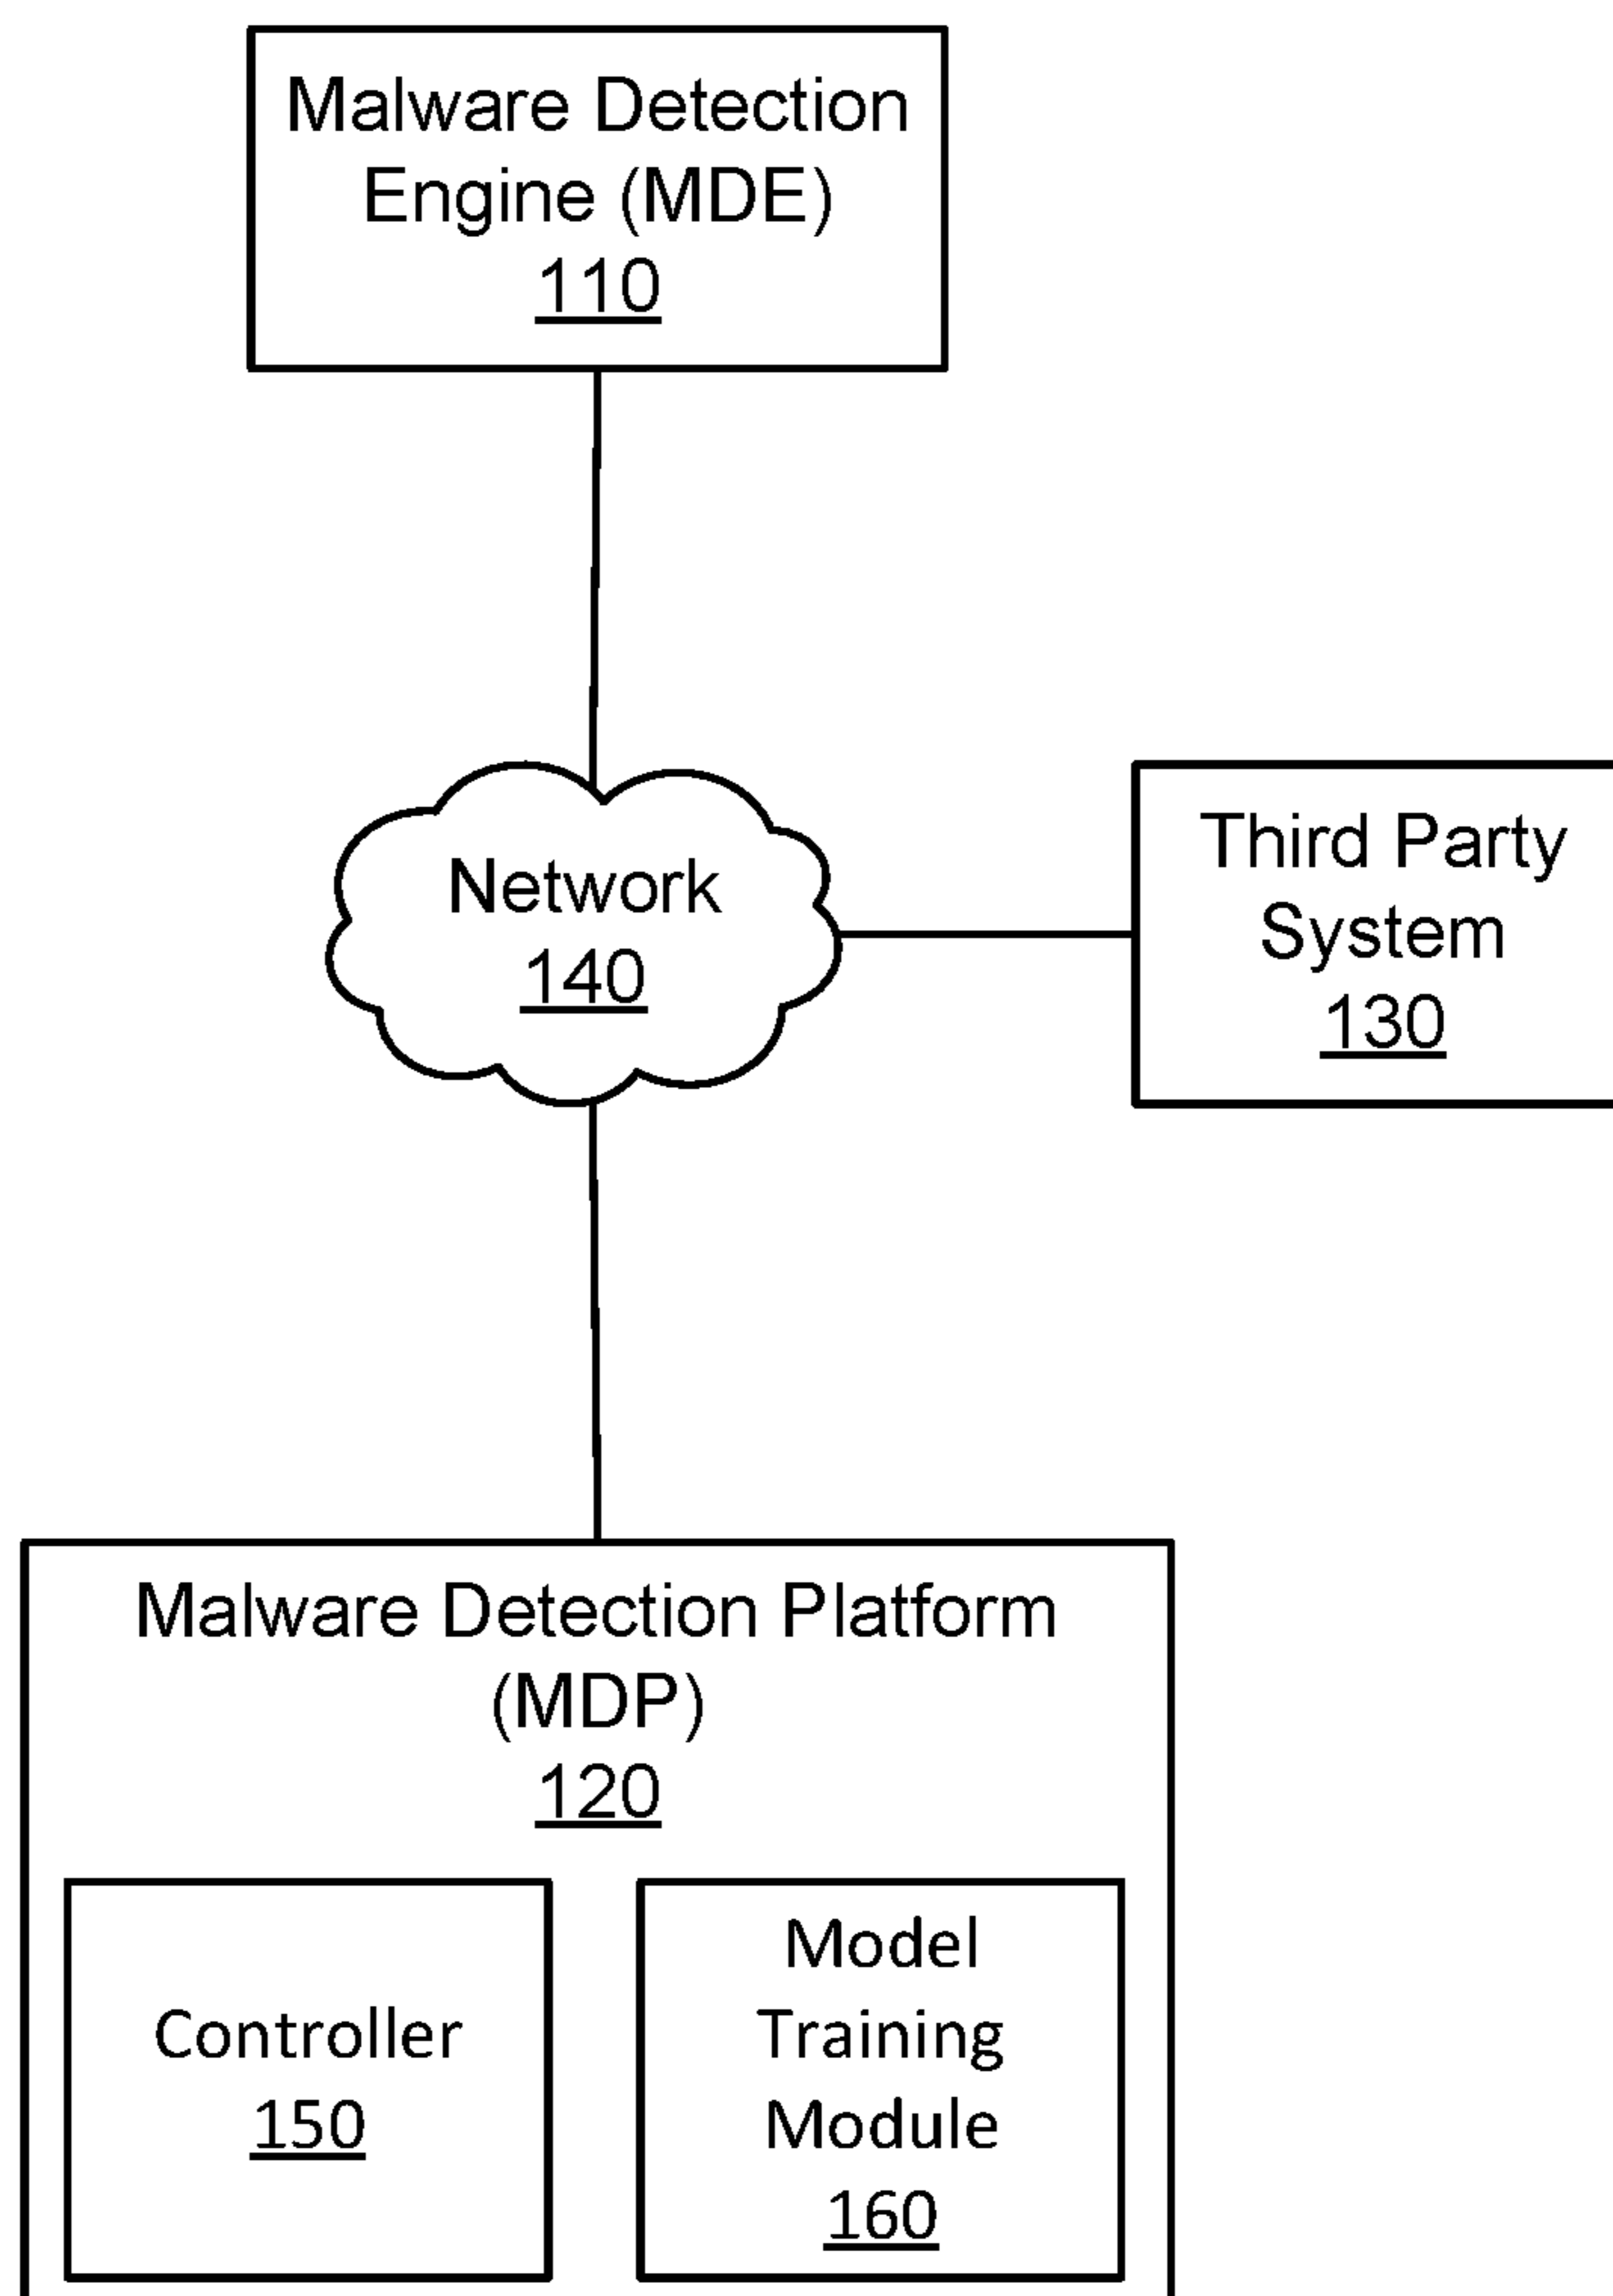 Malware Detection
Engine (MDE)
110
Network
140
Third Party
System
130
Malware Detection Platform
(MDP)
120
Controller
150
Model
Training
Module
160